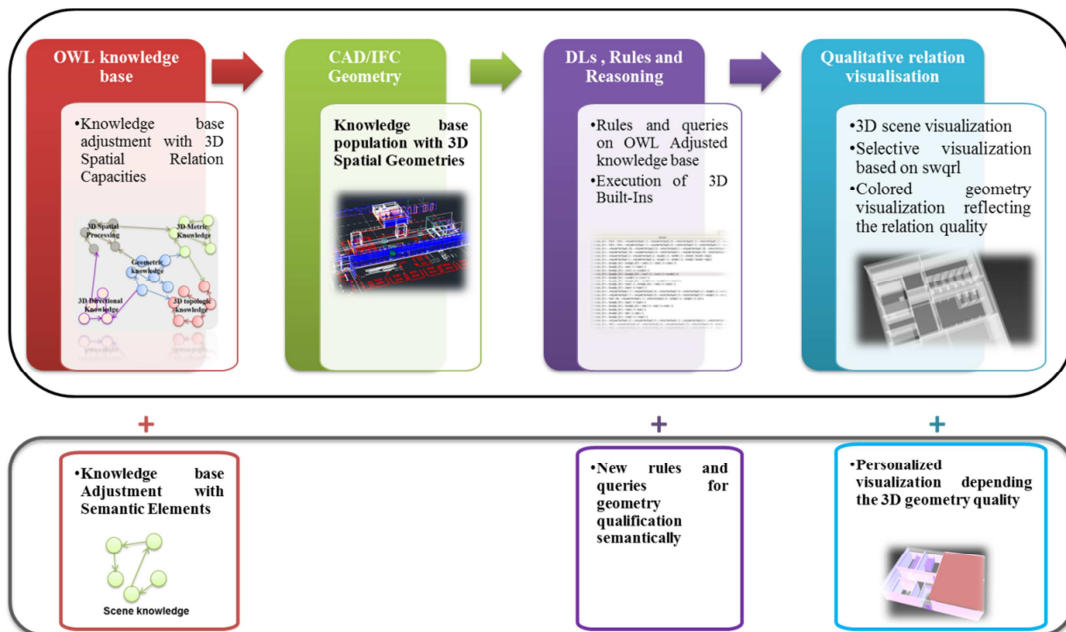 OWL knowledge
base
CAD/IFC
Geometry
DLs , Rules and
Reasoning
Qualitative relation
visualisation
•Knowledge base
adjustment with 3D
Spatial Relation
Capacities
3D Spatial
Processing
3D Metric
Knowledge
Geometric
knowledge
3D Directional
Knowledge
3D topologic
knowledge
Knowledge base
population with 3D
Spatial Geometries
•Rules and queries
on OWL Adjusted
knowledge base
•Execution of 3D
Built-Ins
•3D scene visualization
•Selective visualization
based on swqrl
•Colored geometry
visualization reflecting
the relation quality
+
+
+
•Knowledge base
Adjustment with
Semantic Elements
Scene knowledge
•New rules and
queries for
geometry
qualification
semantically
•Personalized
visualization depending
the 3D geometry quality